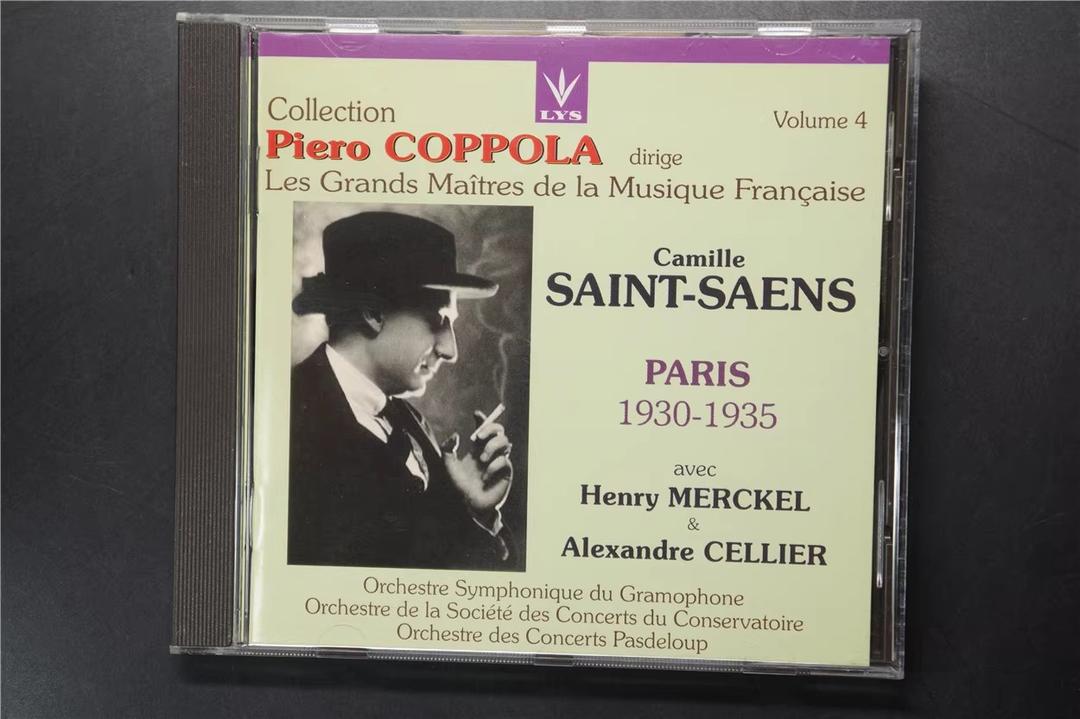 LYS
Collection
Volume 4
Piero COPPOLA dirige
Les Grands Maîtres de la Musique Française
Camille
SAINT-SAENS
PARIS
1930-1935
avec
Henry MERCKEL
&
Alexandre CELLIER
Orchestre Symphonique du Gramophone
Orchestre de la Société des Concerts du Conservatoire
Orchestre des Concerts Pasdeloup